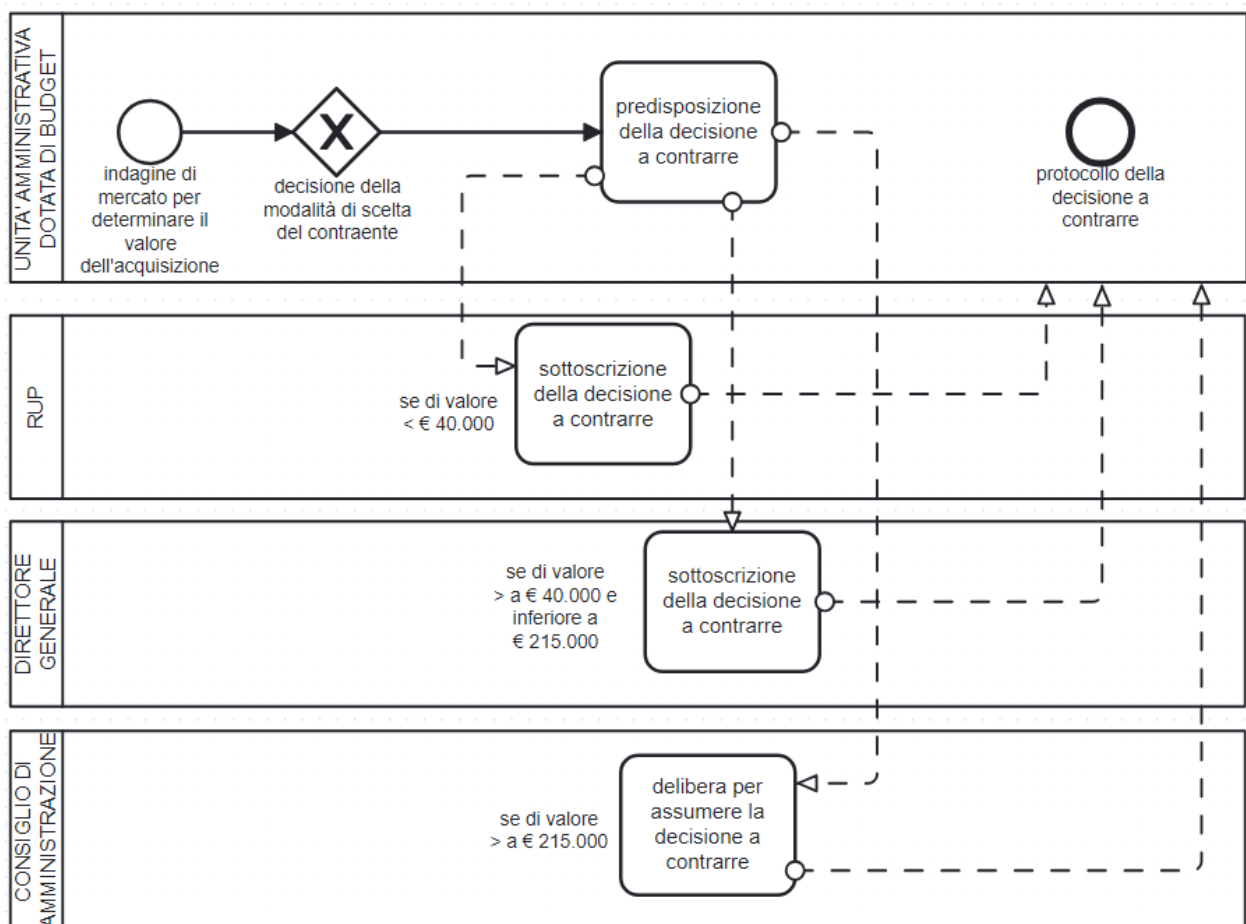 UNITA' AMMINISTRATIVA
DOTATA DI BUDGET
indagine di
mercato per
determinare il
valore
dell'acquisizione
decisione della
modalità di scelta
del contraente
predisposizione
della decisione
a contrarre
protocollo della
decisione a
contrarre
RUP
se di valore
< € 40.000
sottoscrizione
della decisione
a contrarre
DIRETTORE
GENERALE
se di valore
> a € 40.000 e
inferiore a
€ 215.000
sottoscrizione
della decisione
a contrarre
CONSIGLIO DI
AMMINISTRAZIONE
se di valore
> a € 215.000
delibera per
assumere la
decisione a
contrarre